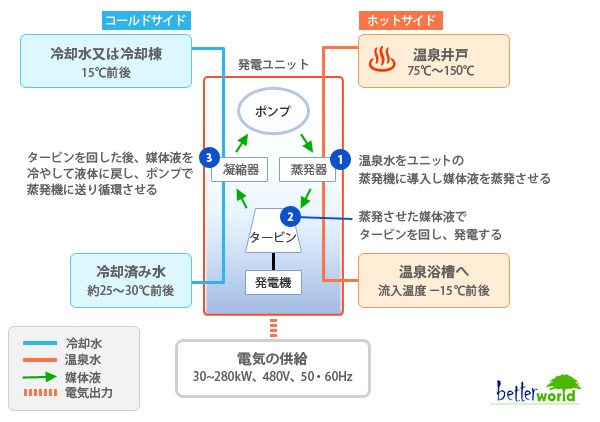 コールドサイド
ホットサイド
冷却水又は冷却棟
15℃前後
温泉井戸
75℃～150℃
発電ユニット
ポンプ
3
凝縮器
蒸発器
1
タービンを回した後、媒体液を
冷やして液体に戻し、ポンプで
蒸発機に送り循環させる
温泉水をユニットの
蒸発機に導入し媒体液を蒸発させる
2
蒸発させた媒体液で
タービンを回し、発電する
タービン
発電機
冷却済み水
約25～30℃前後
温泉浴槽へ
流入温度－15℃前後
電気の供給
30~280kW、480V、50・60Hz
冷却水
温泉水
媒体液
電気出力
betterworld